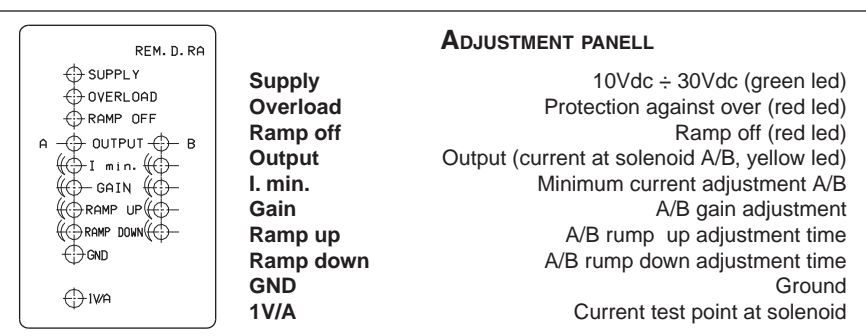 ADJUSTMENT PANELL
REM.D.RA
SUPPLY
OVERLOAD
RAMP OFF
A OUTPUT B
I min.
GAIN
RAMP UP
RAMP DOWN
GND
1V/A
Supply 10Vdc ÷ 30Vdc (green led)
Overload Protection against over (red led)
Ramp off Ramp off (red led)
Output Output (current at solenoid A/B, yellow led)
I. min. Minimum current adjustment A/B
Gain A/B gain adjustment
Ramp up A/B rump up adjustment time
Ramp down A/B rump down adjustment time
GND Ground
1V/A Current test point at solenoid